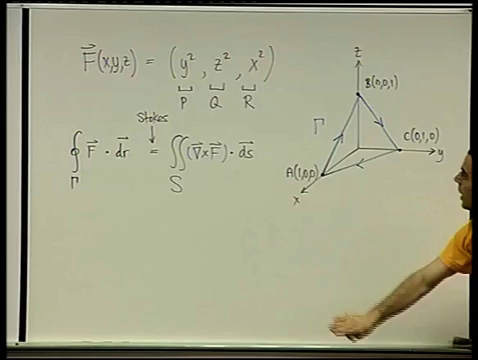 F⃗(x,y,z) = (y², z², x²)
P Q R
Stokes
∮ F⃗ · dr⃗ = ∬(∇⃗×F⃗) · ds⃗
Γ S
z
B(0,0,1)
Γ
C(0,1,0)
y
A(1,0,0)
x